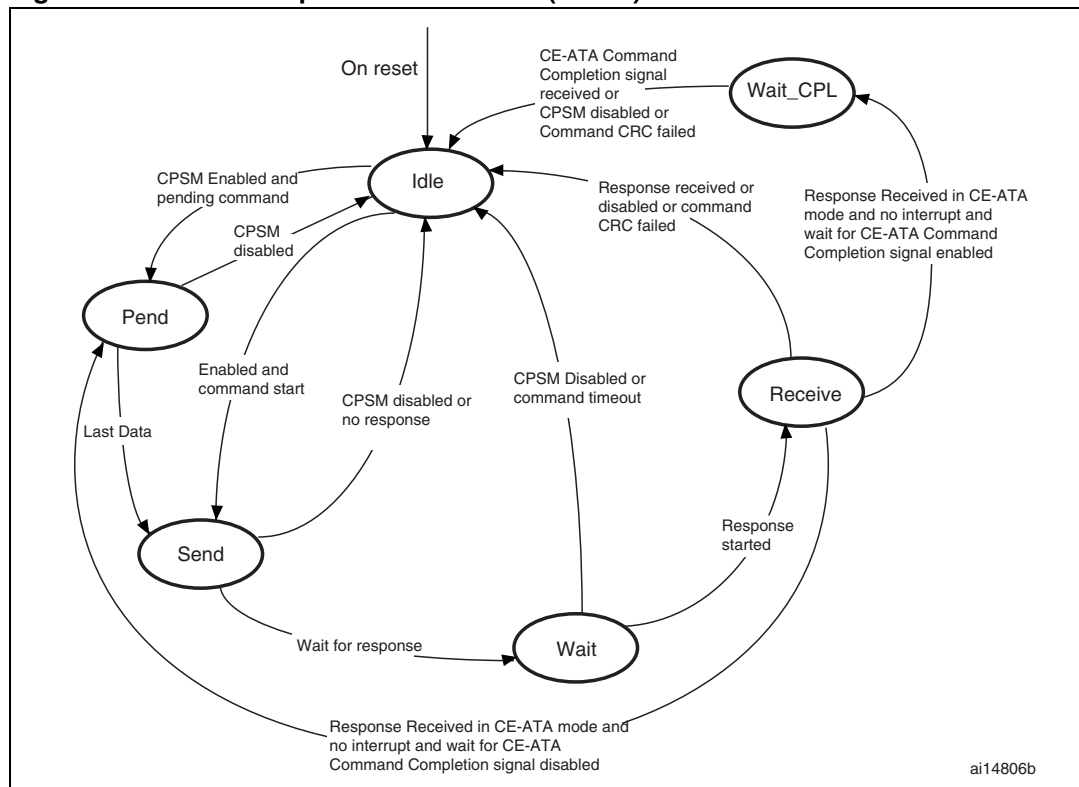 On reset
CE-ATA Command
Completion signal
received or
CPSM disabled or
Command CRC failed
Wait_CPL
Idle
CPSM Enabled and
pending command
Response received or
disabled or command
CRC failed
Response Received in CE-ATA
mode and no interrupt and
wait for CE-ATA Command
Completion signal enabled
CPSM
disabled
Pend
Enabled and
command start
CPSM disabled or
no response
CPSM Disabled or
command timeout
Receive
Last Data
Response
started
Send
Wait for response
Wait
Response Received in CE-ATA mode and
no interrupt and wait for CE-ATA
Command Completion signal disabled
ai14806b